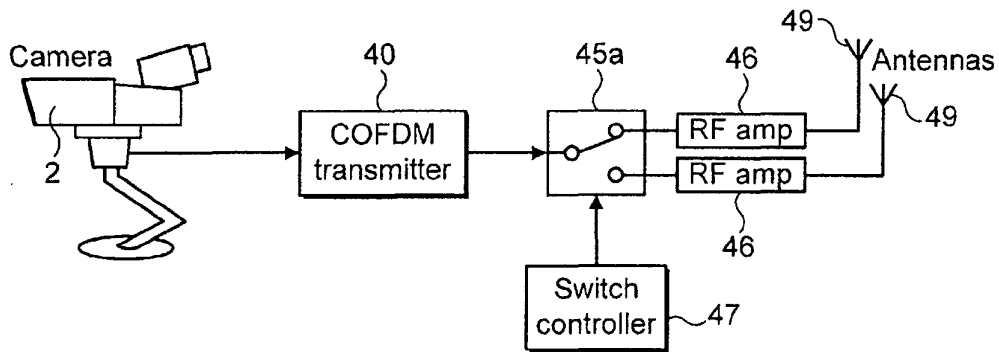 Camera
2
40
COFDM
transmitter
45a
46
RF amp
RF amp
46
49
Antennas
49
Switch
controller
47